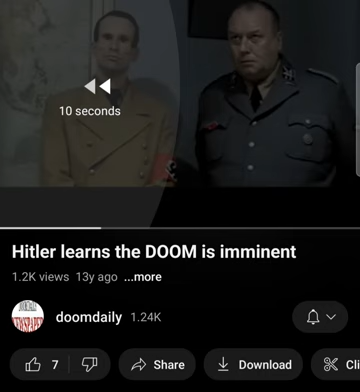 10 seconds
Hitler learns the DOOM is imminent
1.2K views 13y ago ...more
doomdaily 1.24K
7 Share Download Cli